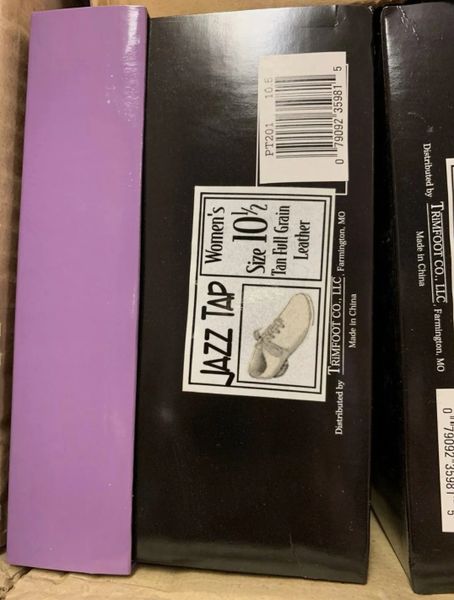 PT201 10.5
0 79092 35981 5
JAZZ TAP
Women's
Size 10½
Tan Full Grain
Leather
Distributed by TRIMFOOT CO., LLC, Farmington, MO
Made in China
Distributed by TRIMFOOT CO., LLC, Farmington, MO
Made in China
0 79092 35981 5